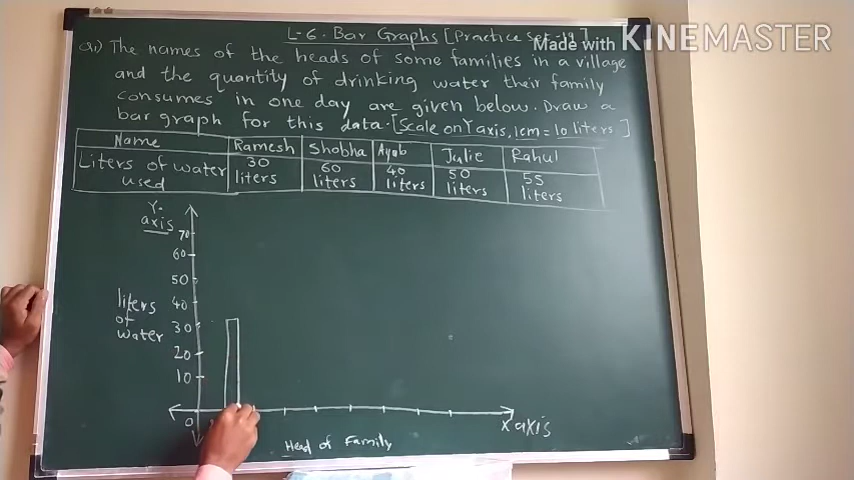 L-6. Bar Graphs [Practice Set-19]
Made with KINEMASTER
Q1) The names of the heads of some families in a village
and the quantity of drinking water their family
consumes in one day are given below. Draw a
bar graph for this data. [Scale on Y axis, 1cm = 10 liters]
Name Ramesh Shobha Ayub Julie Rahul
Liters of water used 30 liters 60 liters 40 liters 50 liters 55 liters
Y-axis
70
60
50
40
30
20
10
0
liters
of
water
X axis
Head of Family